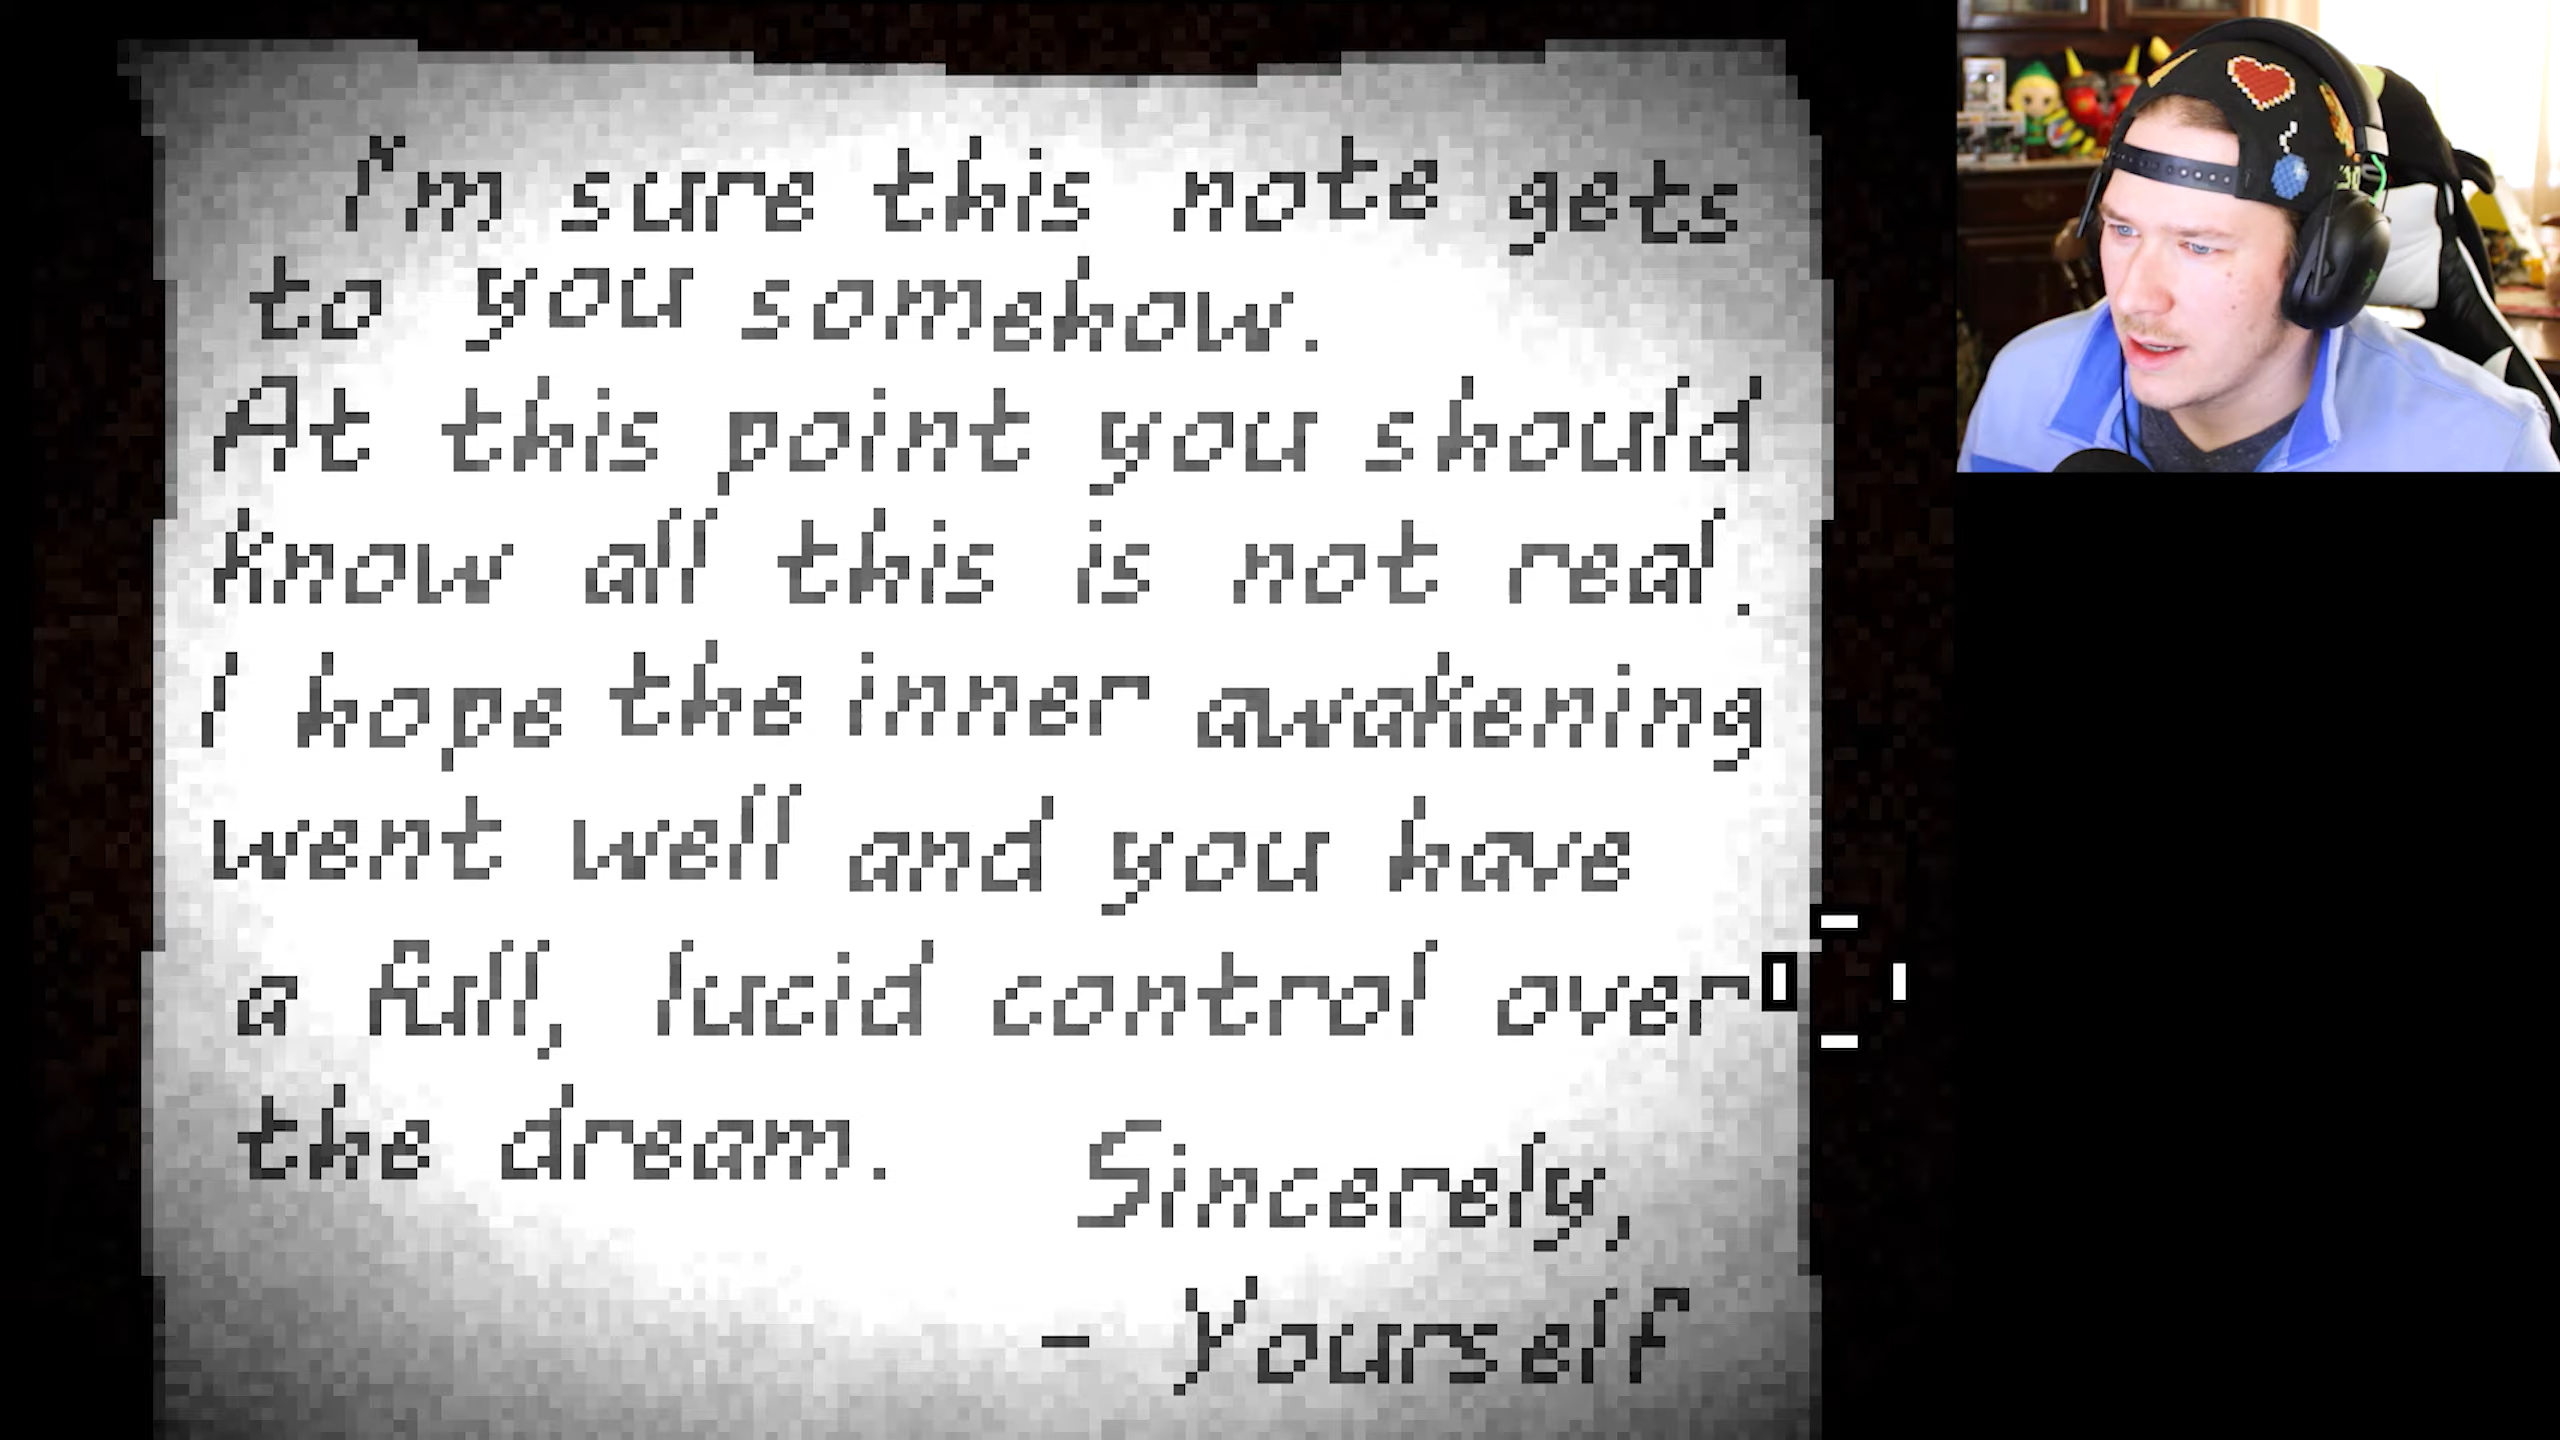 I'm sure this note gets
to you somehow.
At this point you should
know all this is not real.
I hope the inner awakening
went well and you have
a full, lucid control over
the dream.
Sincerely,
- Yourself